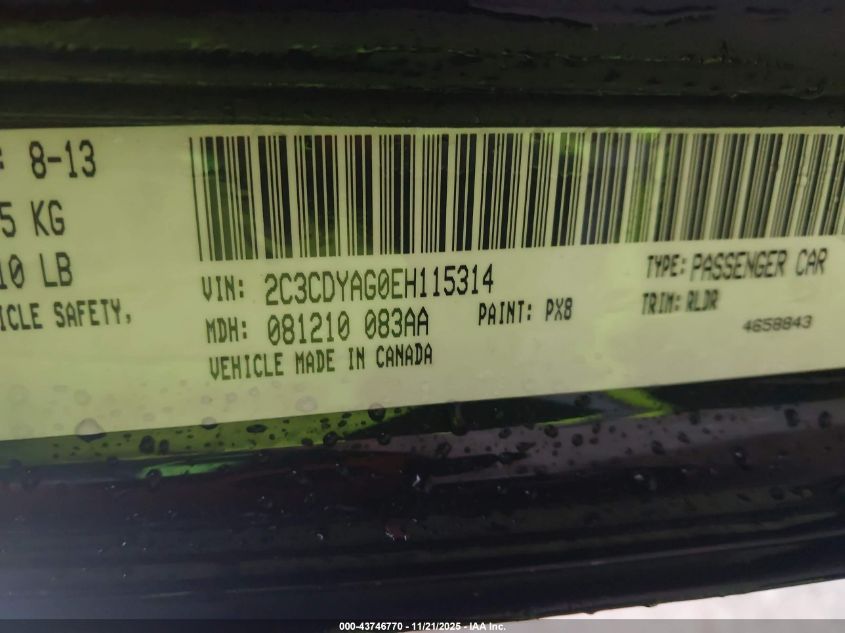 : 8-13
5 KG
10 LB
ICLE SAFETY,
VIN: 2C3CDYAG0EH115314
MDH: 081210 083AA
PAINT: PX8
VEHICLE MADE IN CANADA
TYPE: PASSENGER CAR
TRIM: RLDR
4658843
000-43746770 - 11/21/2025 - IAA Inc.